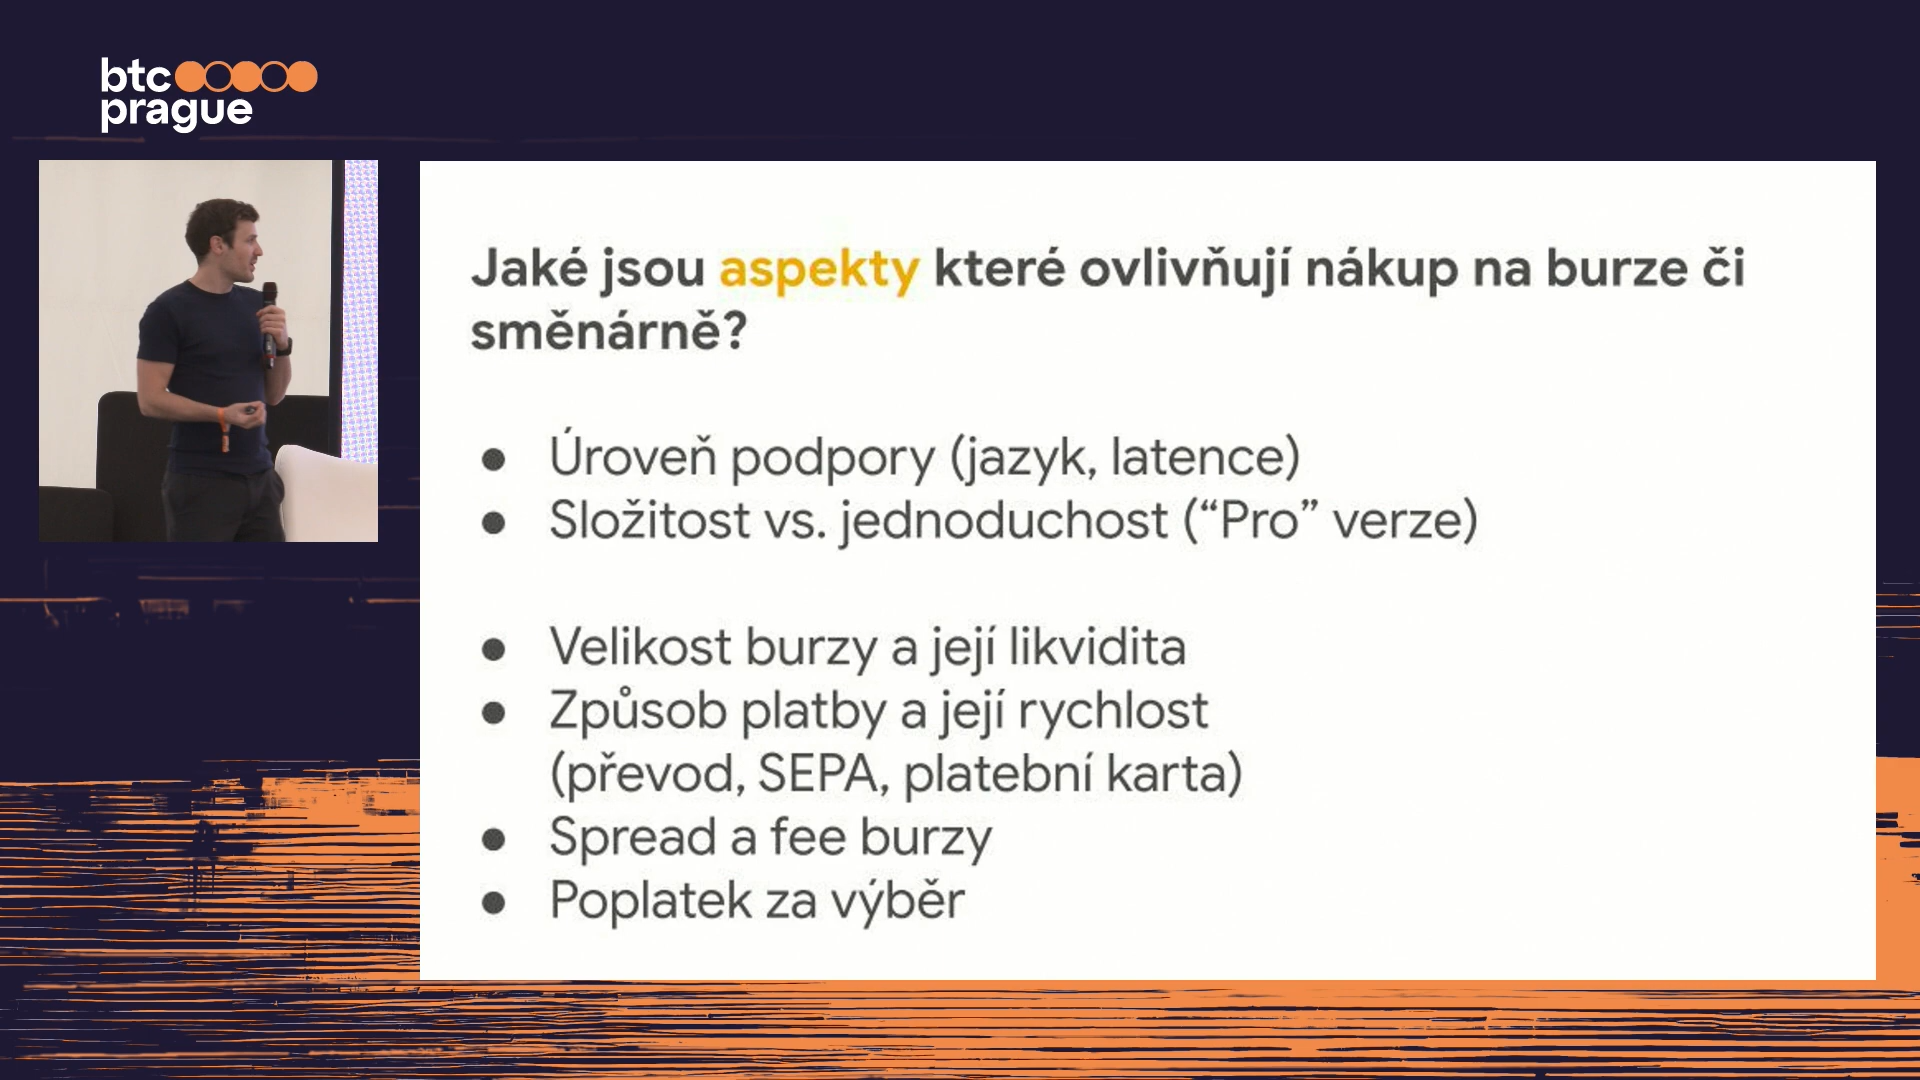 btc
prague
Jaké jsou aspekty které ovlivňují nákup na burze či
směnárně?
● Úroveň podpory (jazyk, latence)
● Složitost vs. jednoduchost (“Pro” verze)
● Velikost burzy a její likvidita
● Způsob platby a její rychlost
(převod, SEPA, platební karta)
● Spread a fee burzy
● Poplatek za výběr